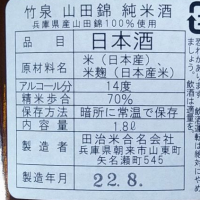 竹泉 山田錦 純米酒
兵庫県産山田錦100%使用
品目 日本酒
原材料名 米（日本産）、
米麹（日本産米）
アルコール分 14度
精米歩合 70%
保存方法 暗所に常温で保存
内容量 1.8ℓ
製造者 田治米合名会社
兵庫県朝来市山東町
矢名瀬町545
製造年月 22.8.